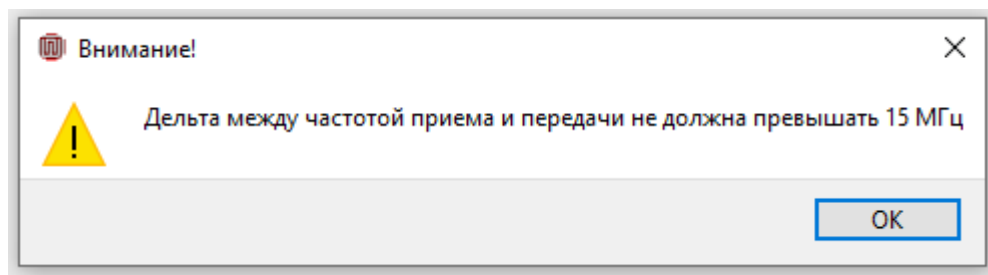 Внимание!
Дельта между частотой приема и передачи не должна превышать 15 МГц
OK